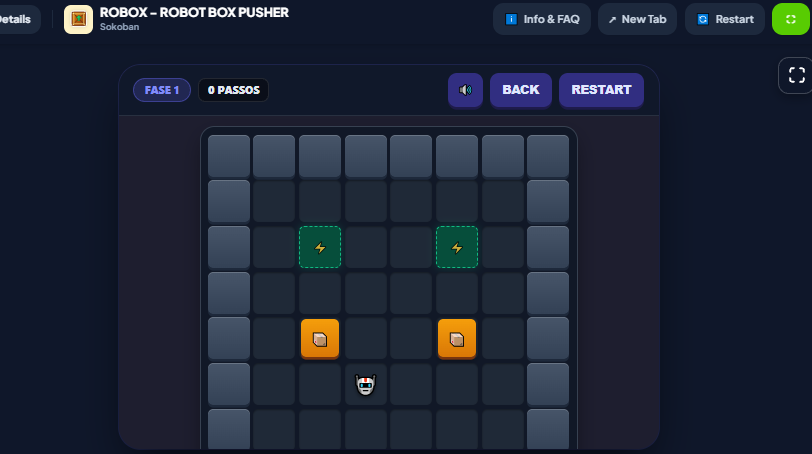 Details
ROBOX – ROBOT BOX PUSHER
Sokoban
Info & FAQ
New Tab
Restart
FASE 1
0 PASSOS
BACK
RESTART